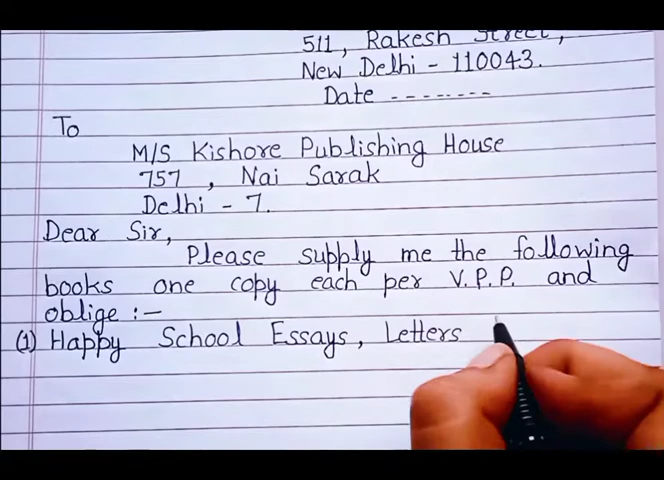 511, Rakesh Street,
New Delhi - 110043.
Date --------
To
M/S Kishore Publishing House
757 , Nai Sarak
Delhi - 7.
Dear Sir,
Please supply me the following
books one copy each per V.P.P. and
oblige :-
(1) Happy School Essays, Letters